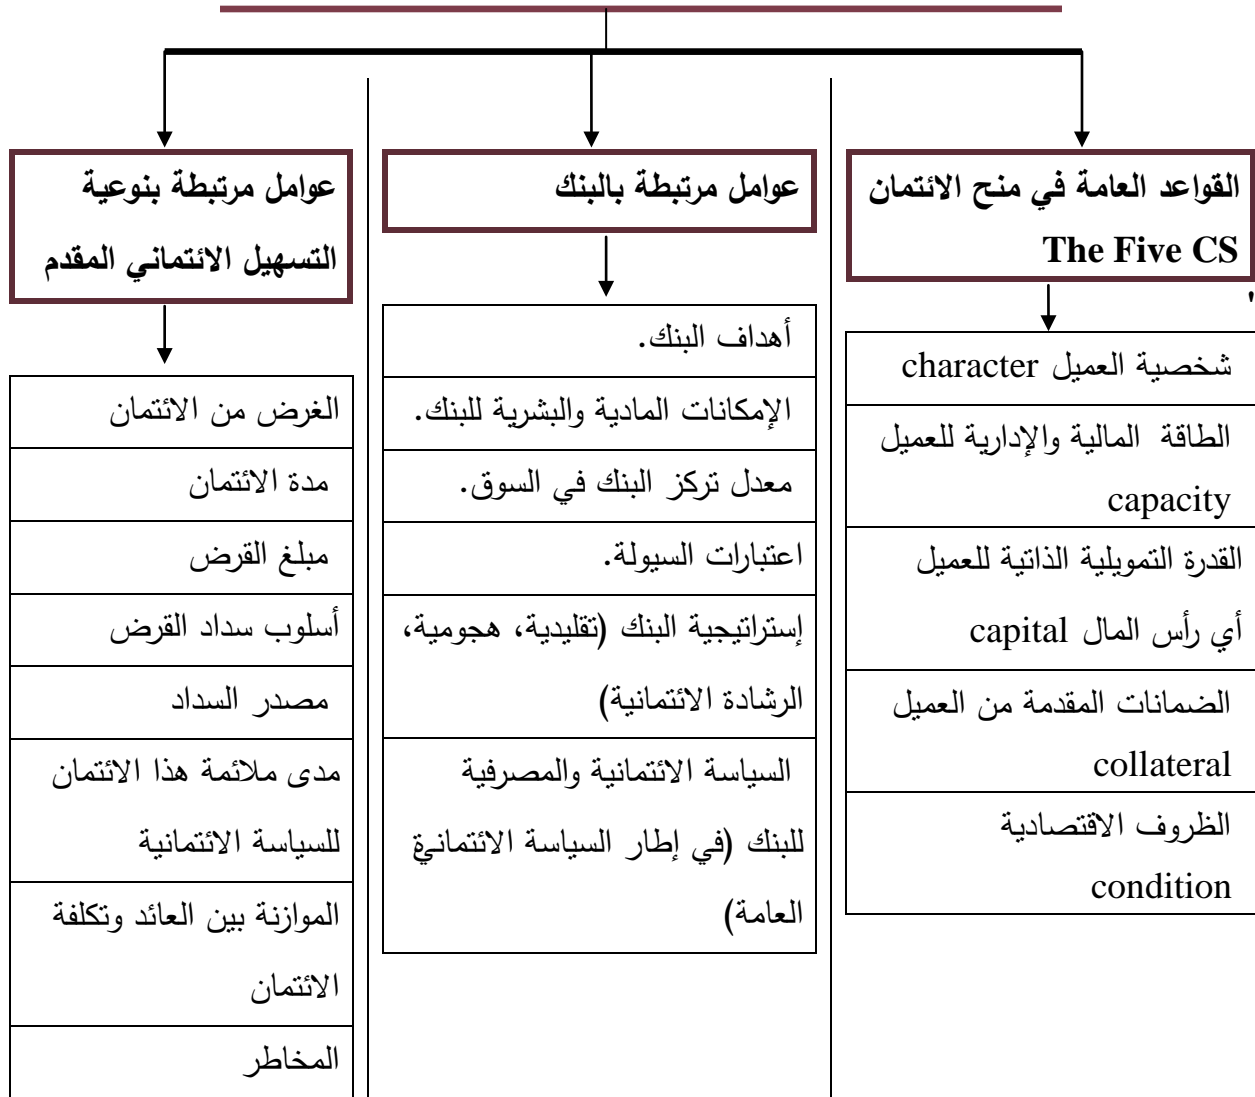 القواعد العامة في منح الائتمان
The Five CS
'
شخصية العميل character
الطاقة المالية والإدارية للعميل
capacity
القدرة التمويلية الذاتية للعميل
أي رأس المال capital
الضمانات المقدمة من العميل
collateral
الظروف الاقتصادية
condition
عوامل مرتبطة بالبنك
أهداف البنك.
الإمكانات المادية والبشرية للبنك.
معدل تركز البنك في السوق.
اعتبارات السيولة.
إستراتيجية البنك (تقليدية، هجومية،
الرشادة الائتمانية)
السياسة الائتمانية والمصرفية
للبنك (في إطار السياسة الائتمانية
العامة)
عوامل مرتبطة بنوعية
التسهيل الائتماني المقدم
الغرض من الائتمان
مدة الائتمان
مبلغ القرض
أسلوب سداد القرض
مصدر السداد
مدى ملائمة هذا الائتمان
للسياسة الائتمانية
الموازنة بين العائد وتكلفة
الائتمان
المخاطر